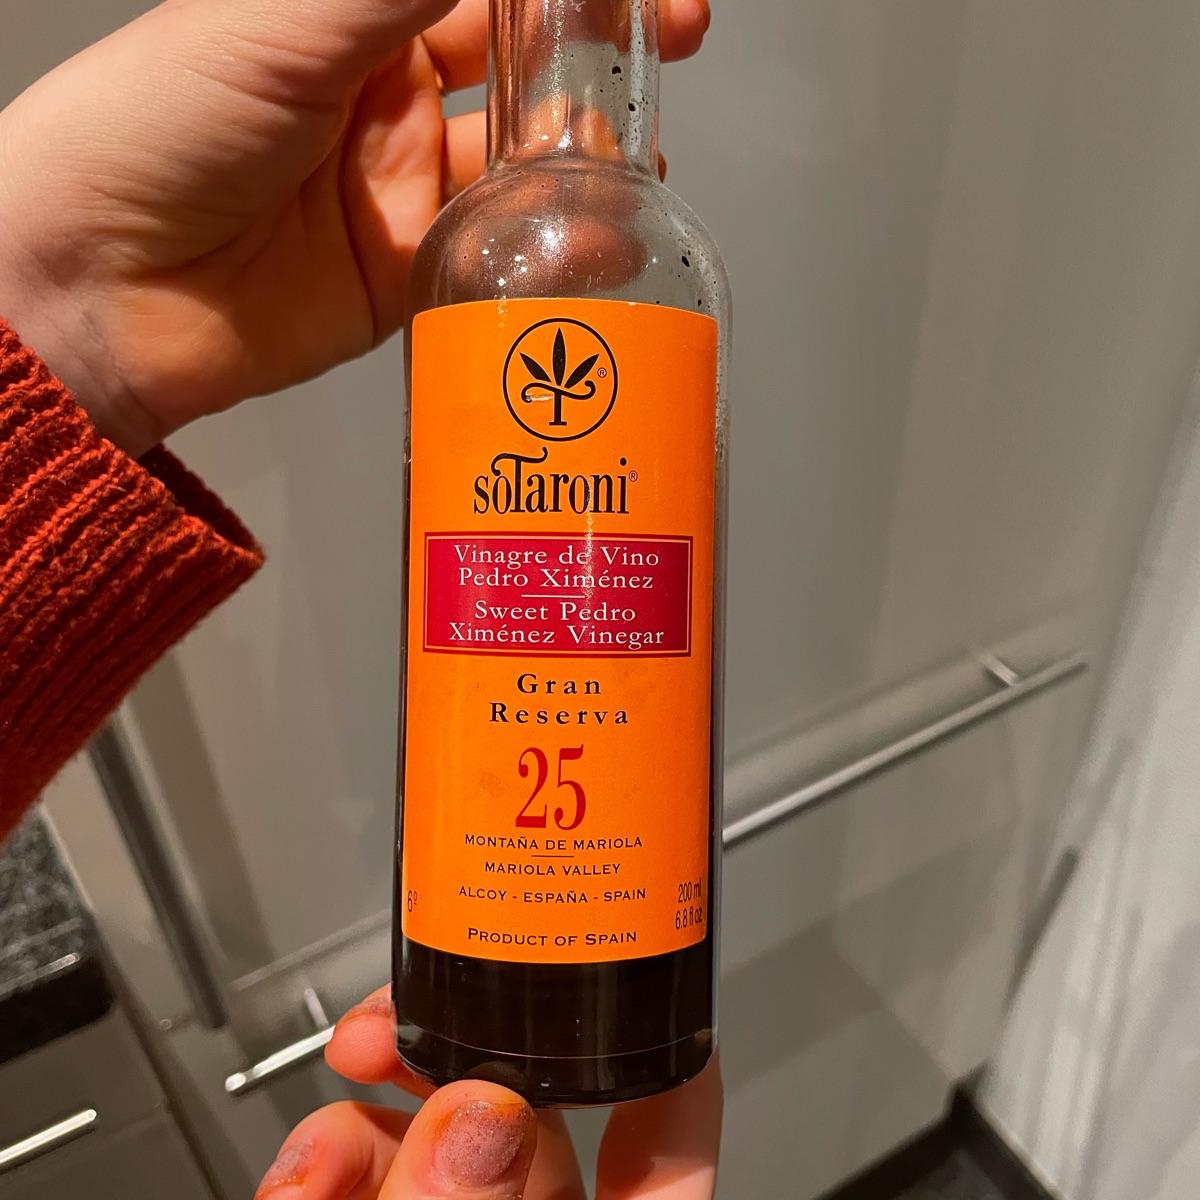 ®
soTaroni®
Vinagre de Vino
Pedro Ximénez
Sweet Pedro
Ximénez Vinegar
Gran
Reserva
25
MONTAÑA DE MARIOLA
MARIOLA VALLEY
ALCOY - ESPAÑA - SPAIN
6º
200 ml
6.8 fl oz
PRODUCT OF SPAIN